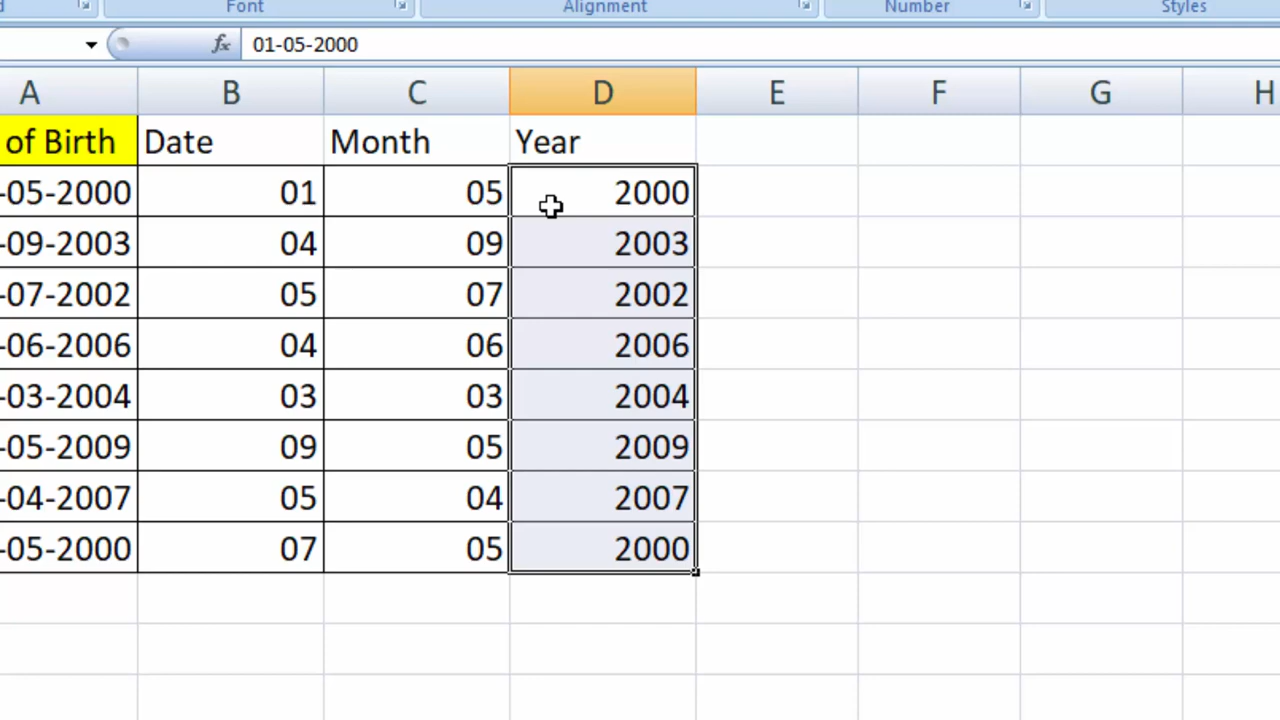 Font Alignment Number Styles
fx 01-05-2000
A B C D E F G H
of Birth Date Month Year
-05-2000 01 05 2000
-09-2003 04 09 2003
-07-2002 05 07 2002
-06-2006 04 06 2006
-03-2004 03 03 2004
-05-2009 09 05 2009
-04-2007 05 04 2007
-05-2000 07 05 2000